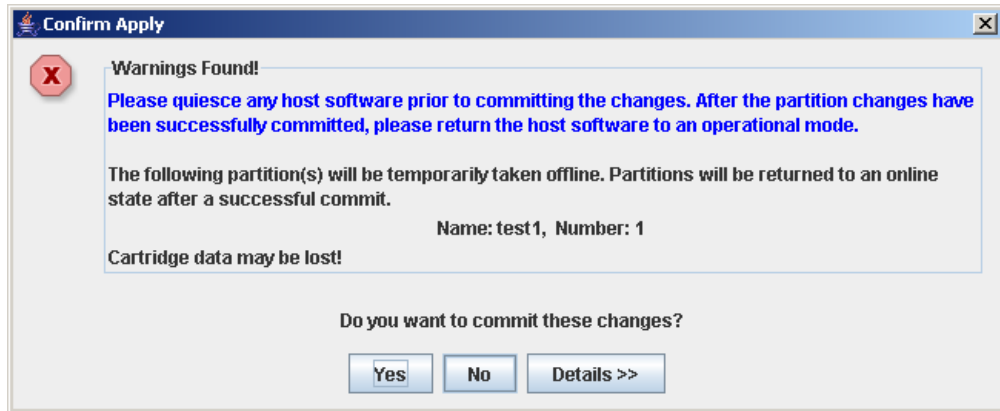 Confirm Apply
Warnings Found!
Please quiesce any host software prior to committing the changes. After the partition changes have
been successfully committed, please return the host software to an operational mode.
The following partition(s) will be temporarily taken offline. Partitions will be returned to an online
state after a successful commit.
Name: test1, Number: 1
Cartridge data may be lost!
Do you want to commit these changes?
Yes No Details >>